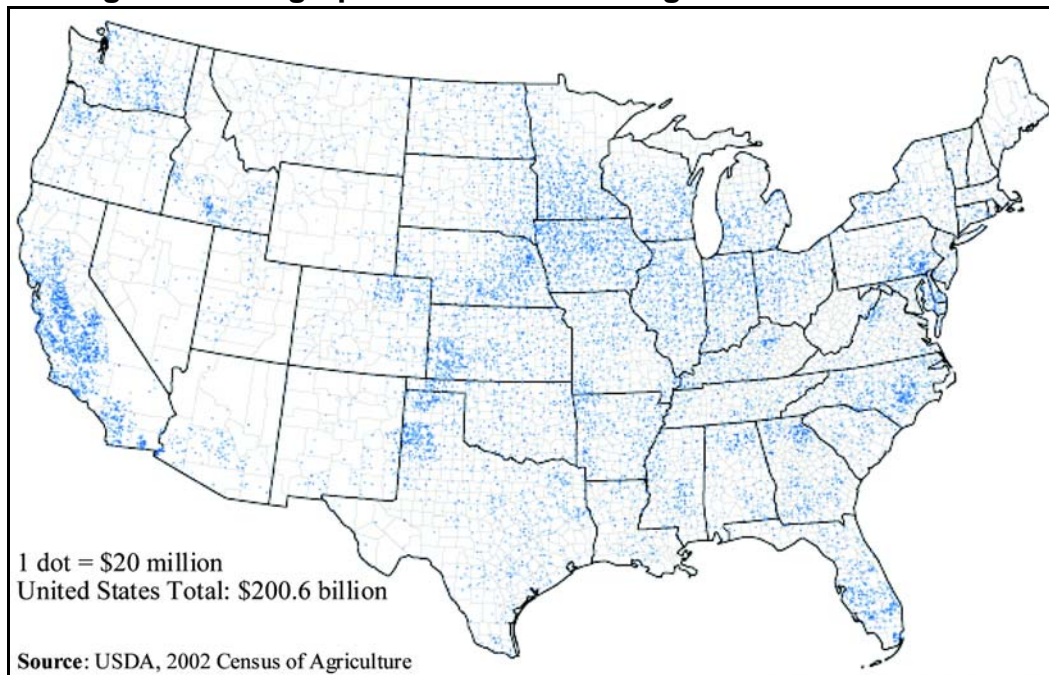 1 dot = $20 million
United States Total: $200.6 billion
Source: USDA, 2002 Census of Agriculture